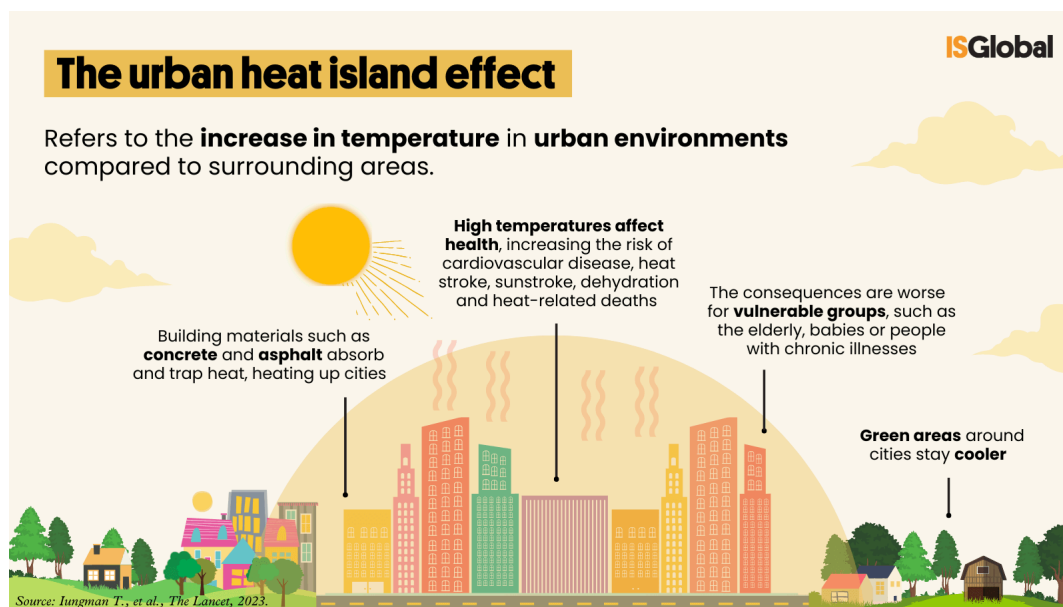 ISGlobal
The urban heat island effect
Refers to the increase in temperature in urban environments
compared to surrounding areas.
High temperatures affect
health, increasing the risk of
cardiovascular disease, heat
stroke, sunstroke, dehydration
and heat-related deaths
The consequences are worse
for vulnerable groups, such as
the elderly, babies or people
with chronic illnesses
Building materials such as
concrete and asphalt absorb
and trap heat, heating up cities
Green areas around
cities stay cooler
Source: Iungman T., et al., The Lancet, 2023.